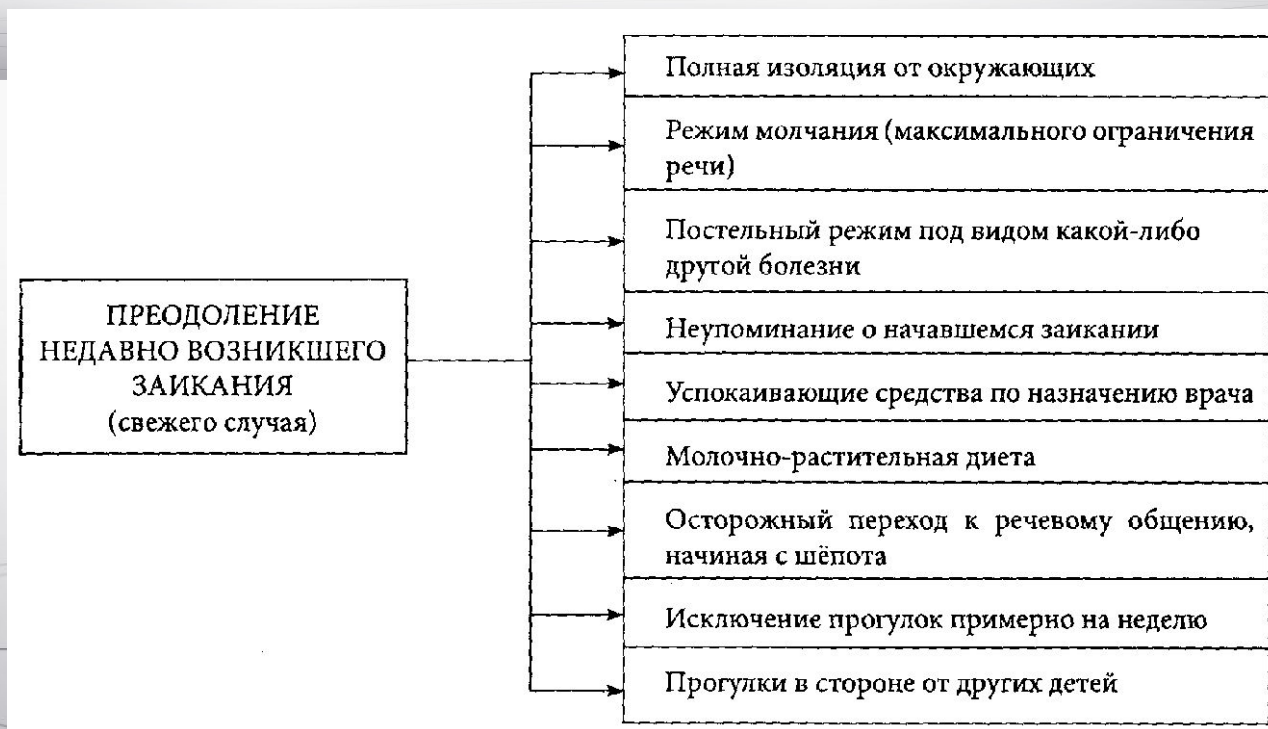 ПРЕОДОЛЕНИЕ
НЕДАВНО ВОЗНИКШЕГО
ЗАИКАНИЯ
(свежего случая)
Полная изоляция от окружающих
Режим молчания (максимального ограничения
речи)
Постельный режим под видом какой-либо
другой болезни
Неупоминание о начавшемся заикании
Успокаивающие средства по назначению врача
Молочно-растительная диета
Осторожный переход к речевому общению,
начиная с шёпота
Исключение прогулок примерно на неделю
Прогулки в стороне от других детей